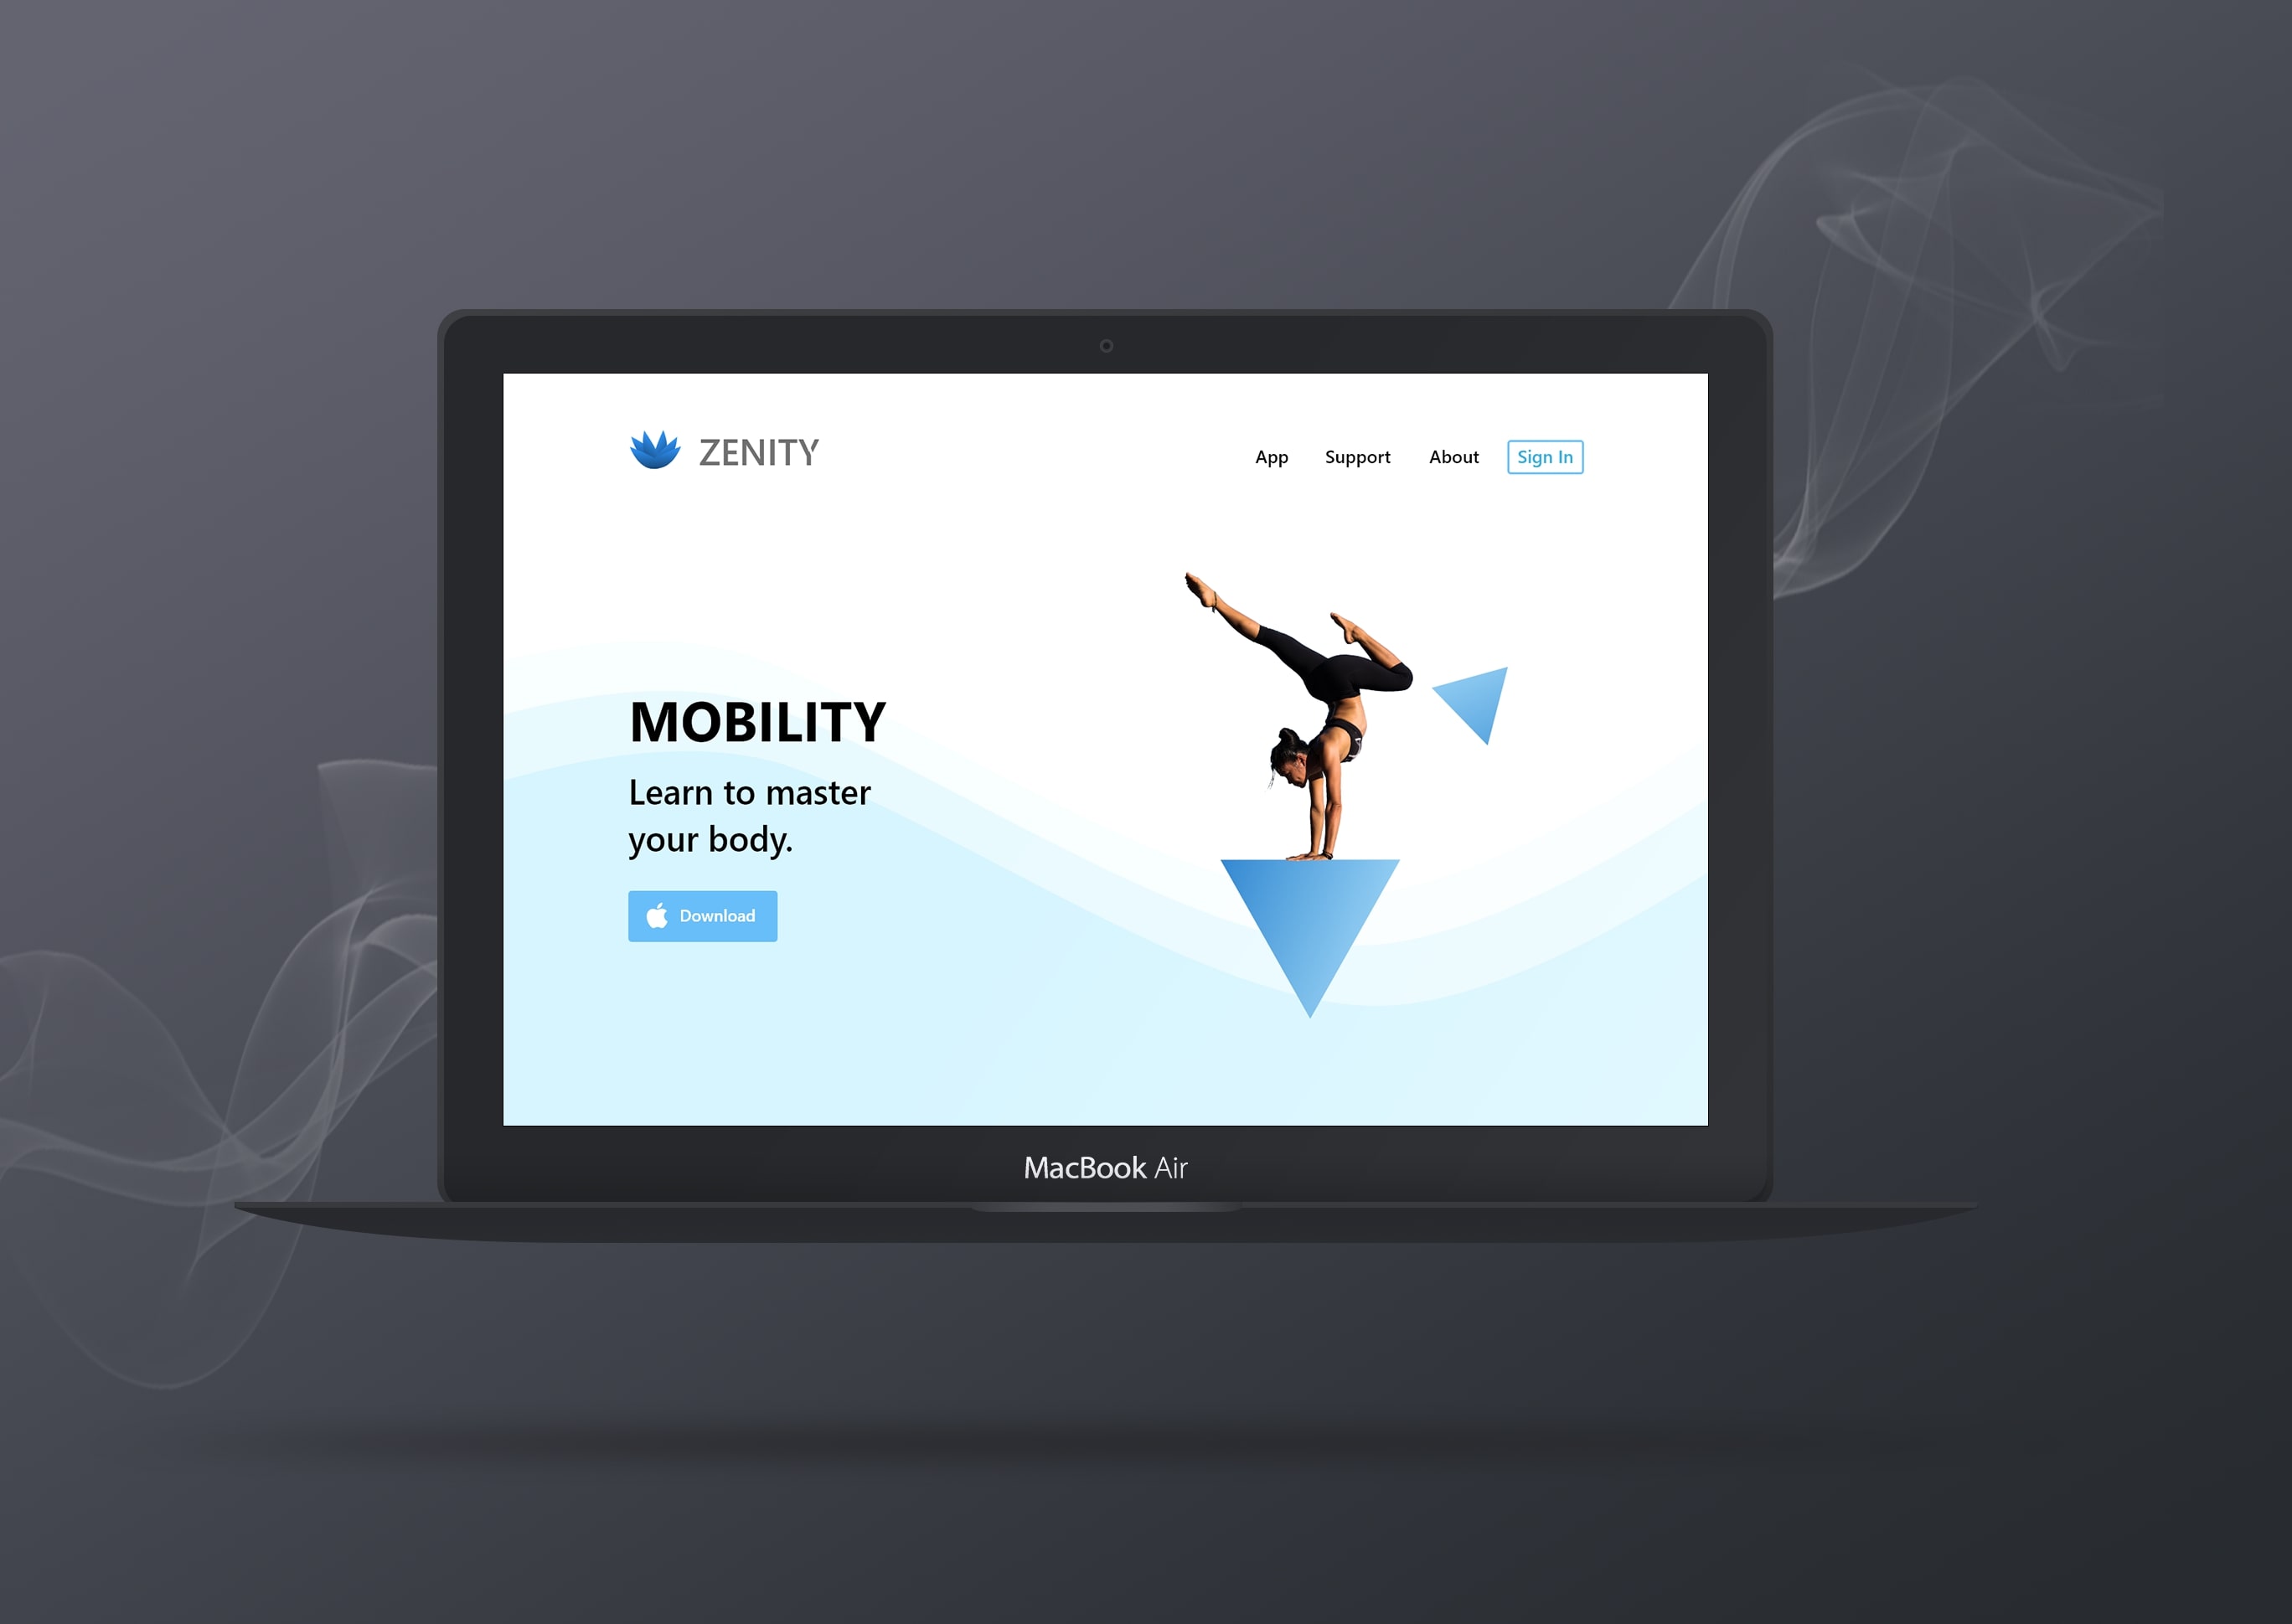 ZENITY
App Support About Sign In
MOBILITY
Learn to master
your body.
Download
MacBook Air